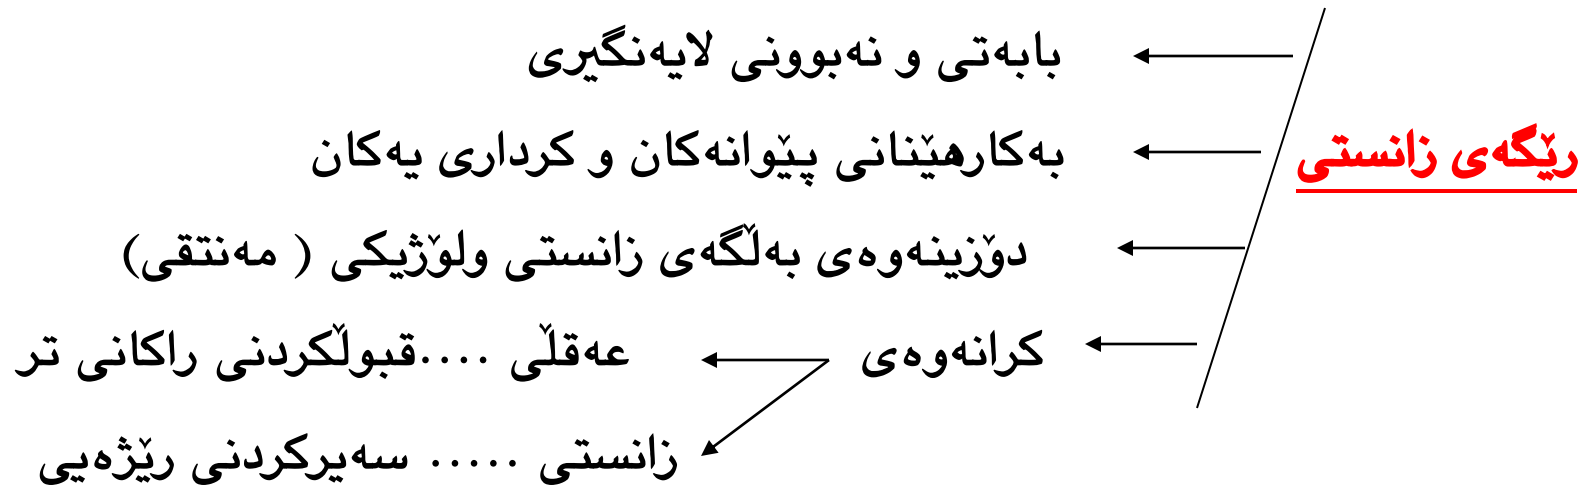 بابەتی و نەبوونی لایەنگیری
رێگەی زانستی
بەکارهێنانی پێوانەکان و کرداری یەکان
دۆزینەوەی بەڵگەی زانستی ولۆژیکی ( مەنتقی)
کرانەوەی
عەقڵی ....قبوڵکردنی راکانی تر
زانستی ..... سەیرکردنی رێژەیی